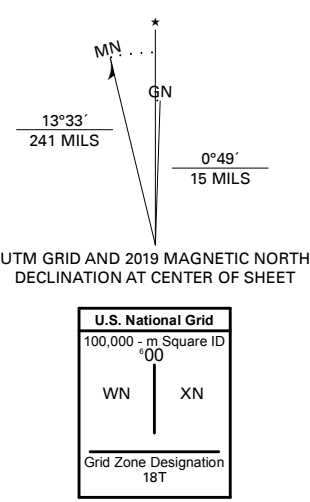 ★
MN
GN
13°33´
241 MILS
0°49´
15 MILS
UTM GRID AND 2019 MAGNETIC NORTH
DECLINATION AT CENTER OF SHEET
U.S. National Grid
100,000 - m Square ID
⁶00
WN XN
Grid Zone Designation
18T